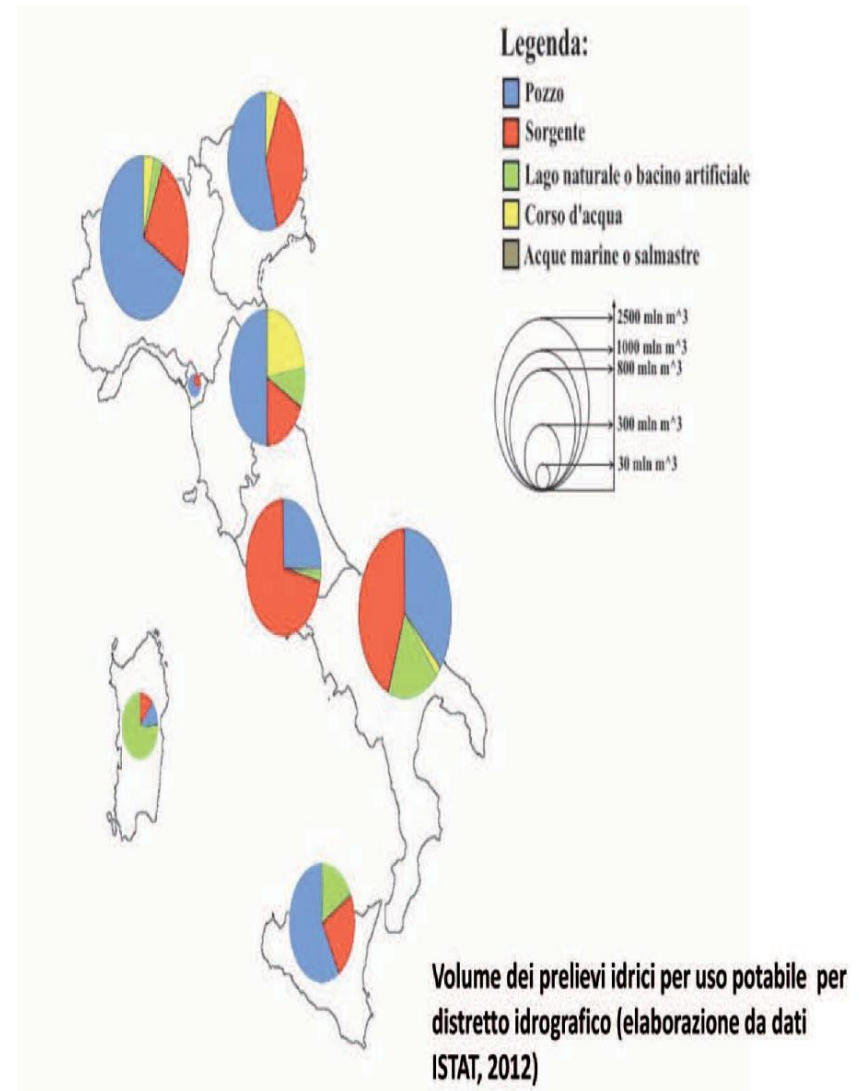 Legenda:
Pozzo
Sorgente
Lago naturale o bacino artificiale
Corso d'acqua
Acque marine o salmastre
2500 mln m^3
1000 mln m^3
800 mln m^3
300 mln m^3
30 mln m^3
Volume dei prelievi idrici per uso potabile per
distretto idrografico (elaborazione da dati
ISTAT, 2012)